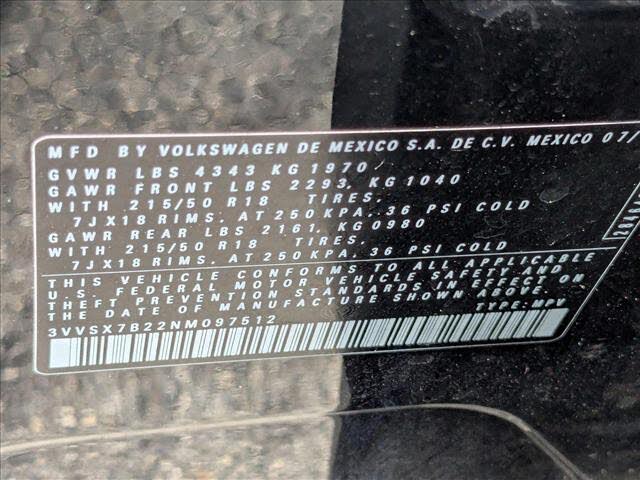 MFD BY VOLKSWAGEN DE MEXICO S.A. DE C.V. MEXICO 07/
GVWR LBS 4343 KG 1970
GAWR FRONT LBS 2293, KG 1040
WITH 215/50 R18 TIRES.
7JX18 RIMS, AT 250 KPA, 36 PSI COLD
GAWR REAR LBS 2161, KG 0980
WITH 215/50 R18 TIRES.
7JX18 RIMS, AT 250 KPA, 36 PSI COLD
THIS VEHICLE CONFORMS TO ALL APPLICABLE
U.S. FEDERAL MOTOR VEHICLE SAFETY AND
THEFT PREVENTION STANDARDS IN EFFECT ON
THE DATE OF MANUFACTURE SHOWN ABOVE.
3VVSX7B22NM097512 TYPE: MPV